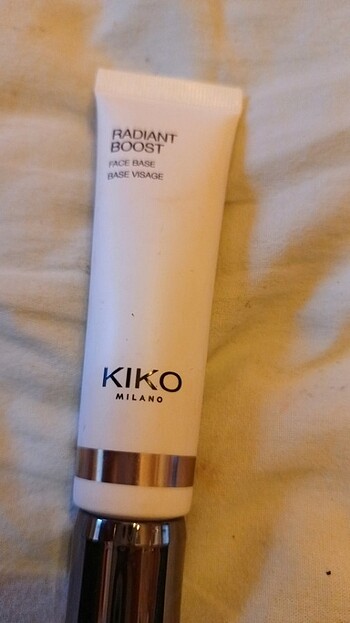 RADIANT
BOOST
FACE BASE
BASE VISAGE
KIKO
MILANO